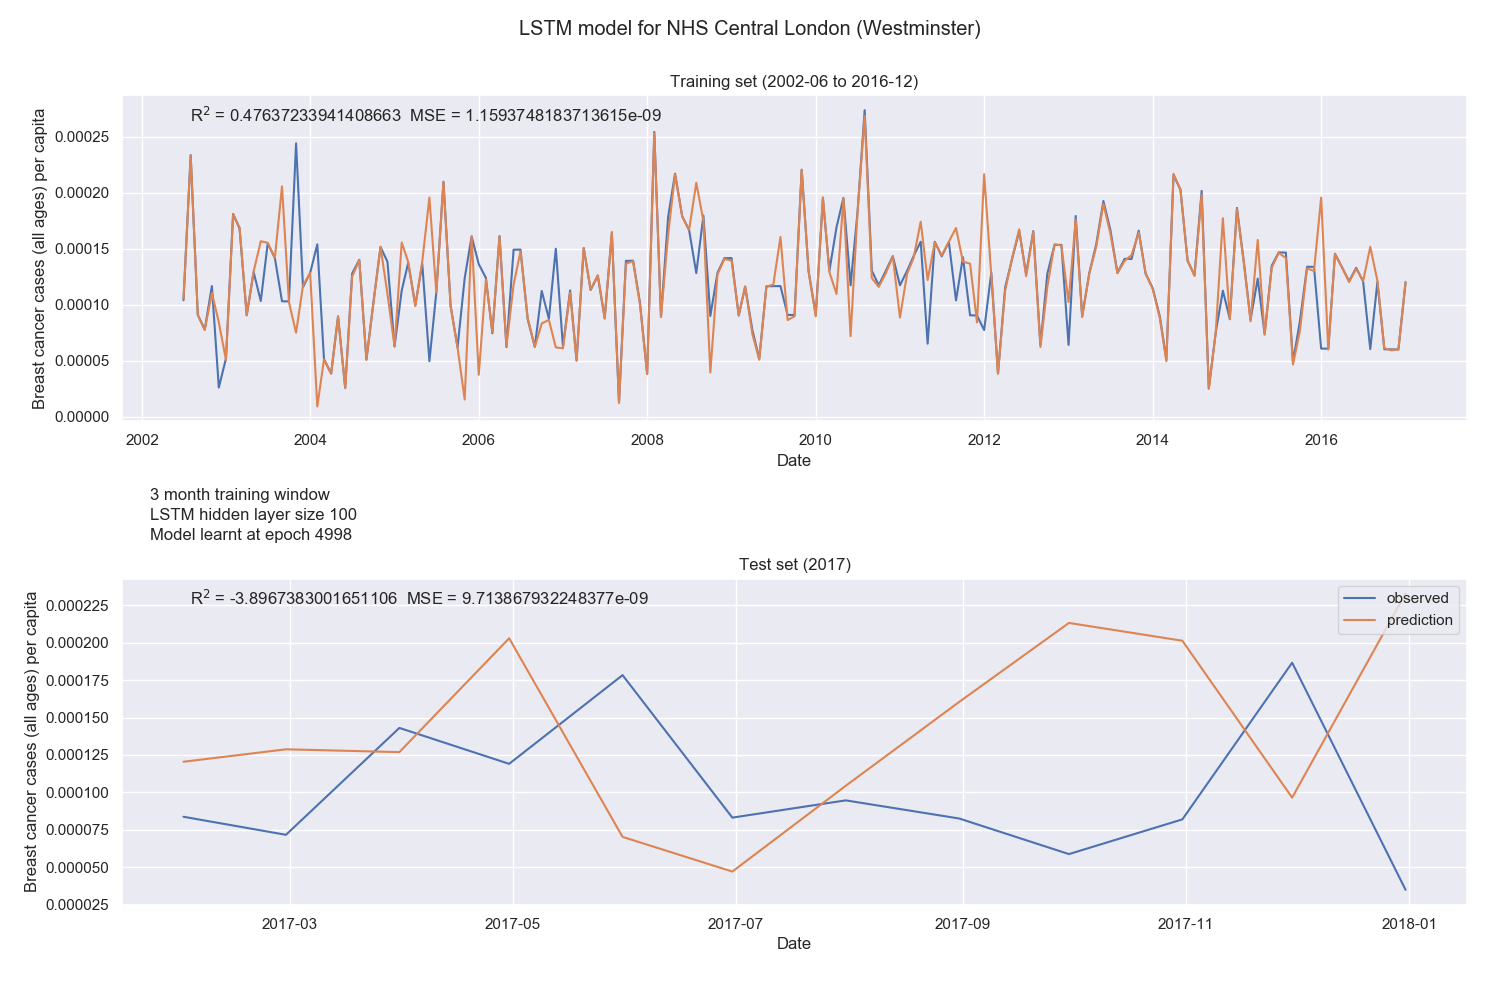 LSTM model for NHS Central London (Westminster)
Training set (2002-06 to 2016-12)
R² = 0.47637233941408663 MSE = 1.1593748183713615e-09
Breast cancer cases (all ages) per capita
0.00025
0.00020
0.00015
0.00010
0.00005
0.00000
2002 2004 2006 2008 2010 2012 2014 2016
Date
3 month training window
LSTM hidden layer size 100
Model learnt at epoch 4998
Test set (2017)
R² = -3.8967383001651106 MSE = 9.713867932248377e-09
observed
prediction
Breast cancer cases (all ages) per capita
0.000225
0.000200
0.000175
0.000150
0.000125
0.000100
0.000075
0.000050
0.000025
2017-03 2017-05 2017-07 2017-09 2017-11 2018-01
Date